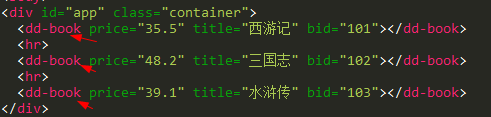 <div id="app" class="container">
<dd-book price="35.5" title="西游记" bid="101"></dd-book>
<hr>
<dd-book price="48.2" title="三国志" bid="102"></dd-book>
<hr>
<dd-book price="39.1" title="水浒传" bid="103"></dd-book>
</div>